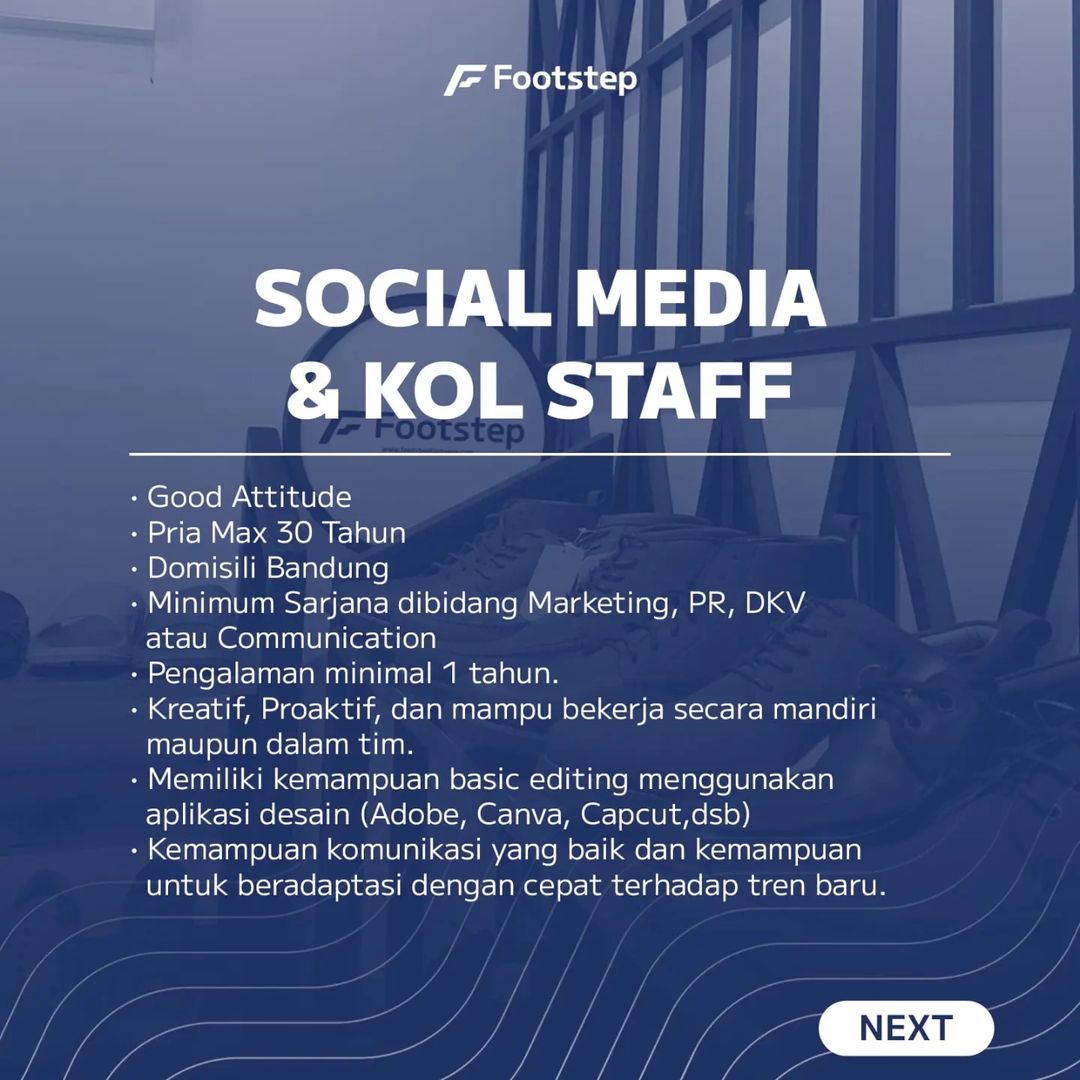 Footstep
SOCIAL MEDIA
& KOL STAFF
Footstep
• Good Attitude
• Pria Max 30 Tahun
• Domisili Bandung
• Minimum Sarjana dibidang Marketing, PR, DKV
atau Communication
• Pengalaman minimal 1 tahun.
• Kreatif, Proaktif, dan mampu bekerja secara mandiri
maupun dalam tim.
• Memiliki kemampuan basic editing menggunakan
aplikasi desain (Adobe, Canva, Capcut,dsb)
• Kemampuan komunikasi yang baik dan kemampuan
untuk beradaptasi dengan cepat terhadap tren baru.
NEXT